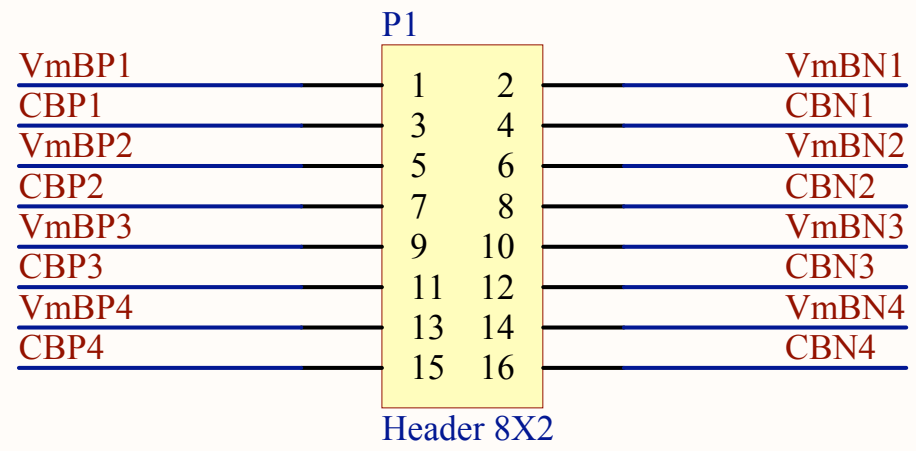 P1
VmBP1 1 2 VmBN1
CBP1 3 4 CBN1
VmBP2 5 6 VmBN2
CBP2 7 8 CBN2
VmBP3 9 10 VmBN3
CBP3 11 12 CBN3
VmBP4 13 14 VmBN4
CBP4 15 16 CBN4
Header 8X2